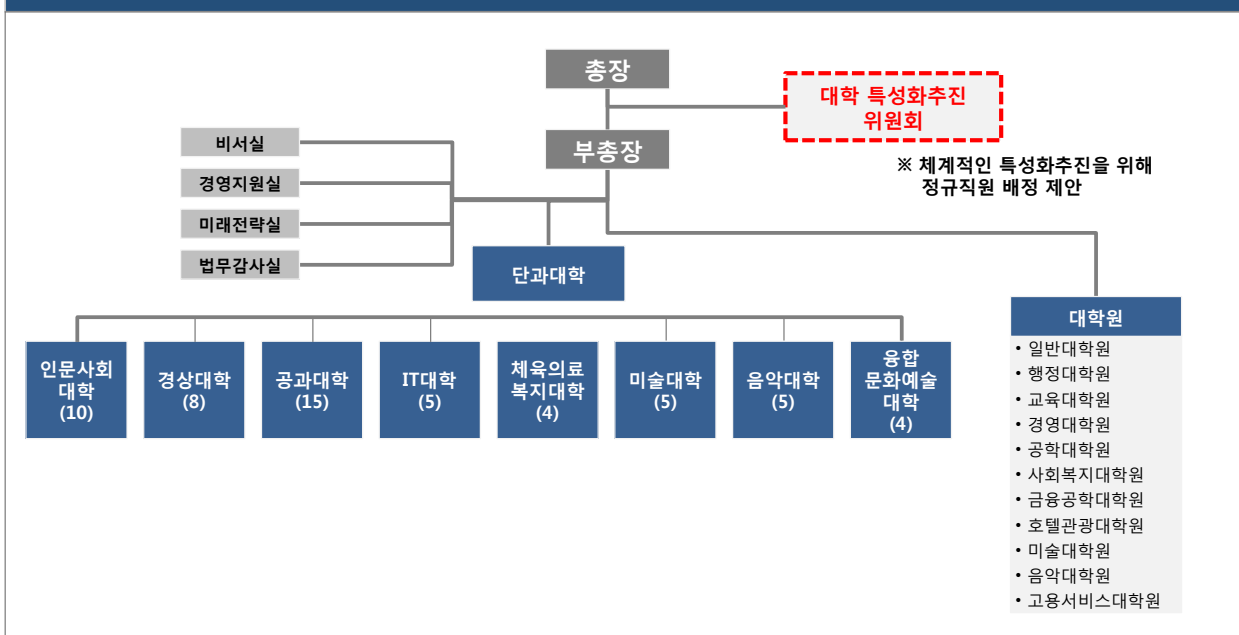 총장
대학 특성화추진
위원회
부총장
※ 체계적인 특성화추진을 위해
정규직원 배정 제안
비서실
경영지원실
미래전략실
법무감사실
단과대학
인문사회
대학
(10)
경상대학
(8)
공과대학
(15)
IT대학
(5)
체육의료
복지대학
(4)
미술대학
(5)
음악대학
(5)
융합
문화예술
대학
(4)
대학원
• 일반대학원
• 행정대학원
• 교육대학원
• 경영대학원
• 공학대학원
• 사회복지대학원
• 금융공학대학원
• 호텔관광대학원
• 미술대학원
• 음악대학원
• 고용서비스대학원